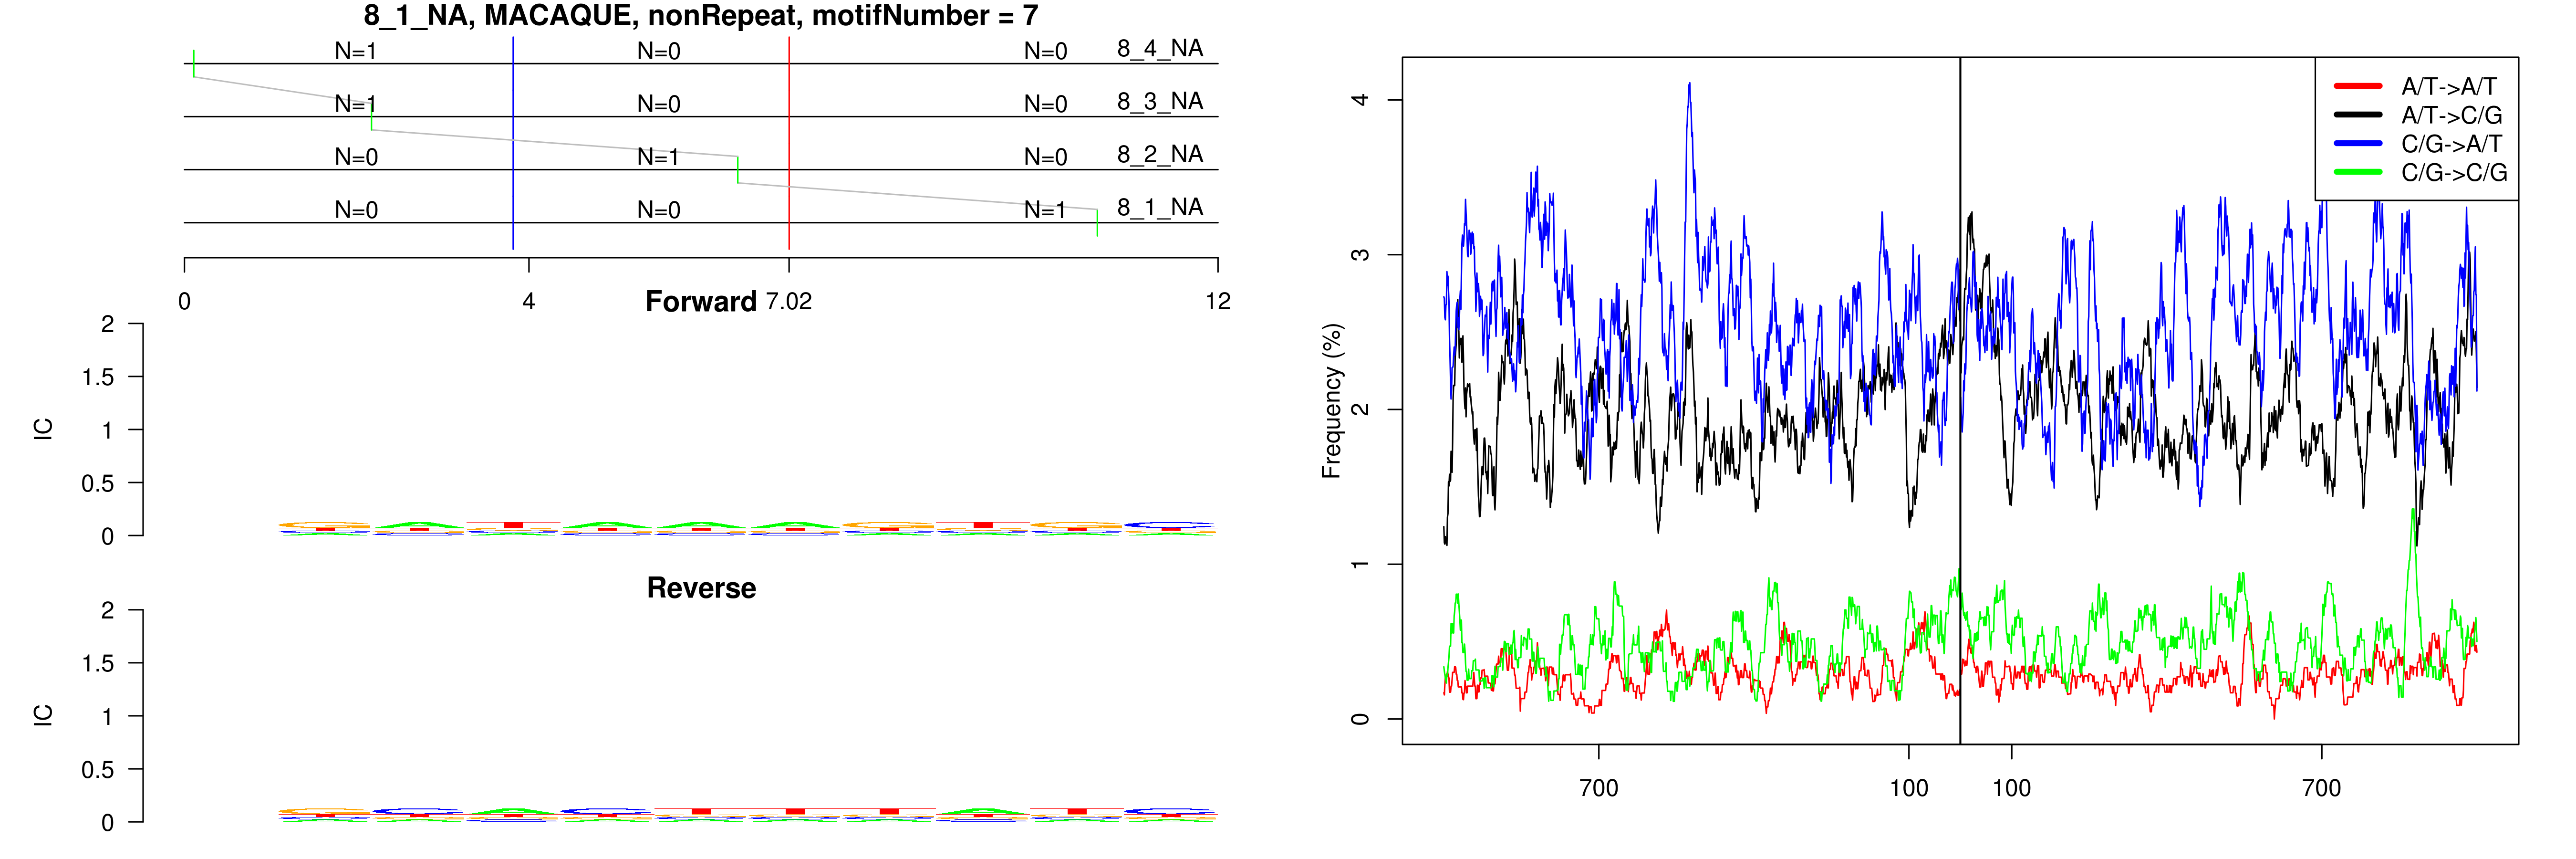 8_1_NA, MACAQUE, nonRepeat, motifNumber = 7
N=1 N=0 N=0 8_4_NA
N=1 N=0 N=0 8_3_NA
N=0 N=1 N=0 8_2_NA
N=0 N=0 N=1 8_1_NA
0 4 7.02 12
Forward
IC
2
1.5
1
0.5
0
Reverse
IC
2
1.5
1
0.5
0
Frequency (%)
4
3
2
1
0
700 100 100 700
A/T->A/T
A/T->C/G
C/G->A/T
C/G->C/G